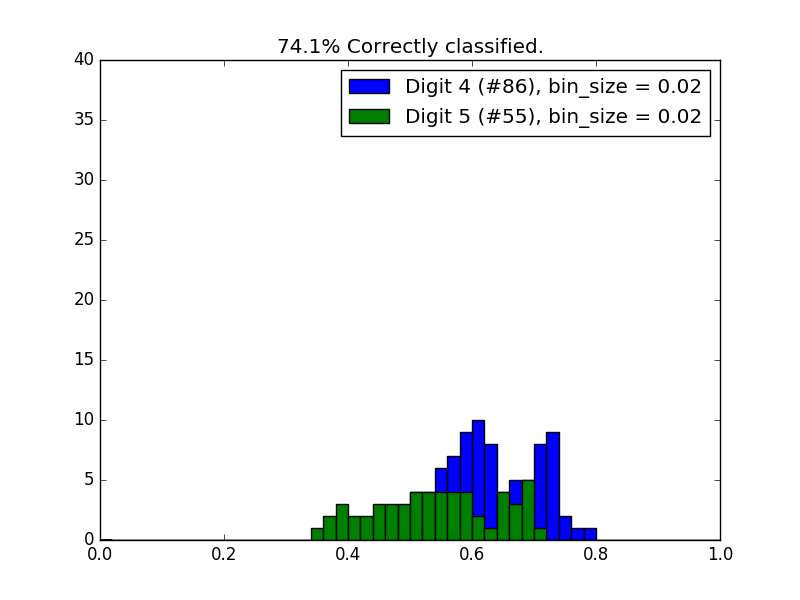 74.1% Correctly classified.
Digit 4 (#86), bin_size = 0.02
Digit 5 (#55), bin_size = 0.02
40
35
30
25
20
15
10
5
0
0.0 0.2 0.4 0.6 0.8 1.0